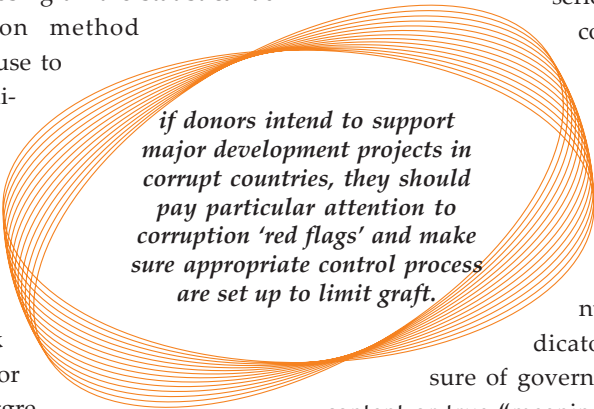 on method
use to
if donors intend to support
major development projects in
corrupt countries, they should
pay particular attention to
corruption 'red flags' and make
sure appropriate control process
are set up to limit graft.
or
dicato
sure of govern